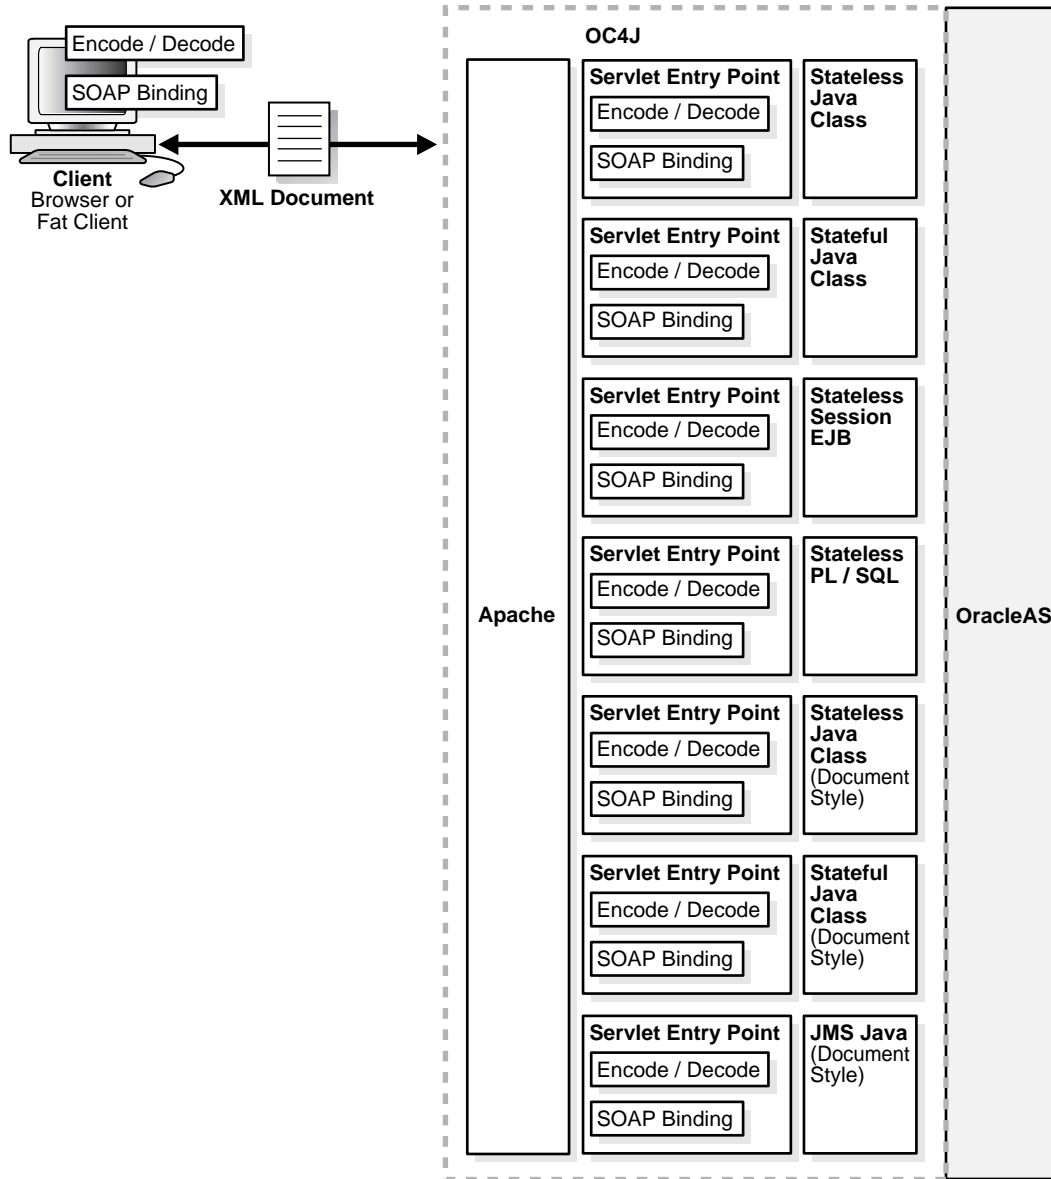 Encode / Decode
SOAP Binding
Client
Browser or
Fat Client
XML Document
OC4J
Apache
Servlet Entry Point
Encode / Decode
SOAP Binding
Stateless
Java
Class
Servlet Entry Point
Encode / Decode
SOAP Binding
Stateful
Java
Class
Servlet Entry Point
Encode / Decode
SOAP Binding
Stateless
Session
EJB
Servlet Entry Point
Encode / Decode
SOAP Binding
Stateless
PL / SQL
Servlet Entry Point
Encode / Decode
SOAP Binding
Stateless
Java
Class
(Document
Style)
Servlet Entry Point
Encode / Decode
SOAP Binding
Stateful
Java
Class
(Document
Style)
Servlet Entry Point
Encode / Decode
SOAP Binding
JMS Java
(Document
Style)
OracleAS